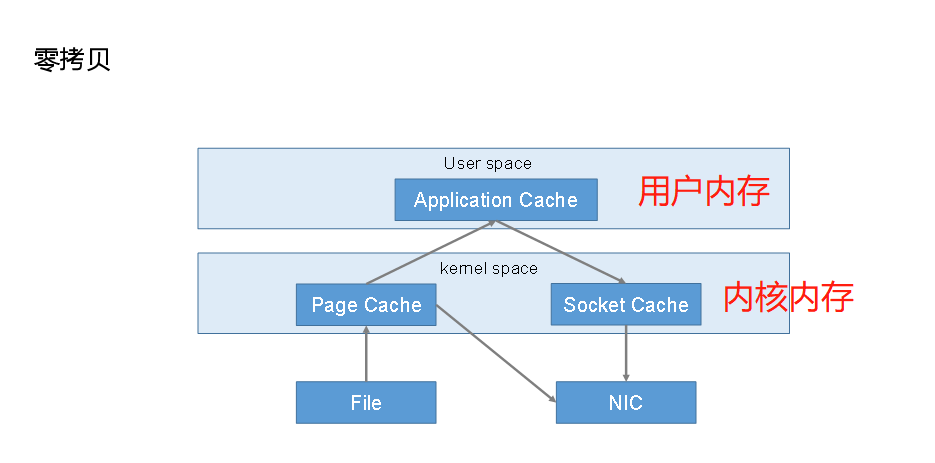 零拷贝
User space
Application Cache
用户内存
kernel space
Page Cache
Socket Cache
内核内存
File
NIC